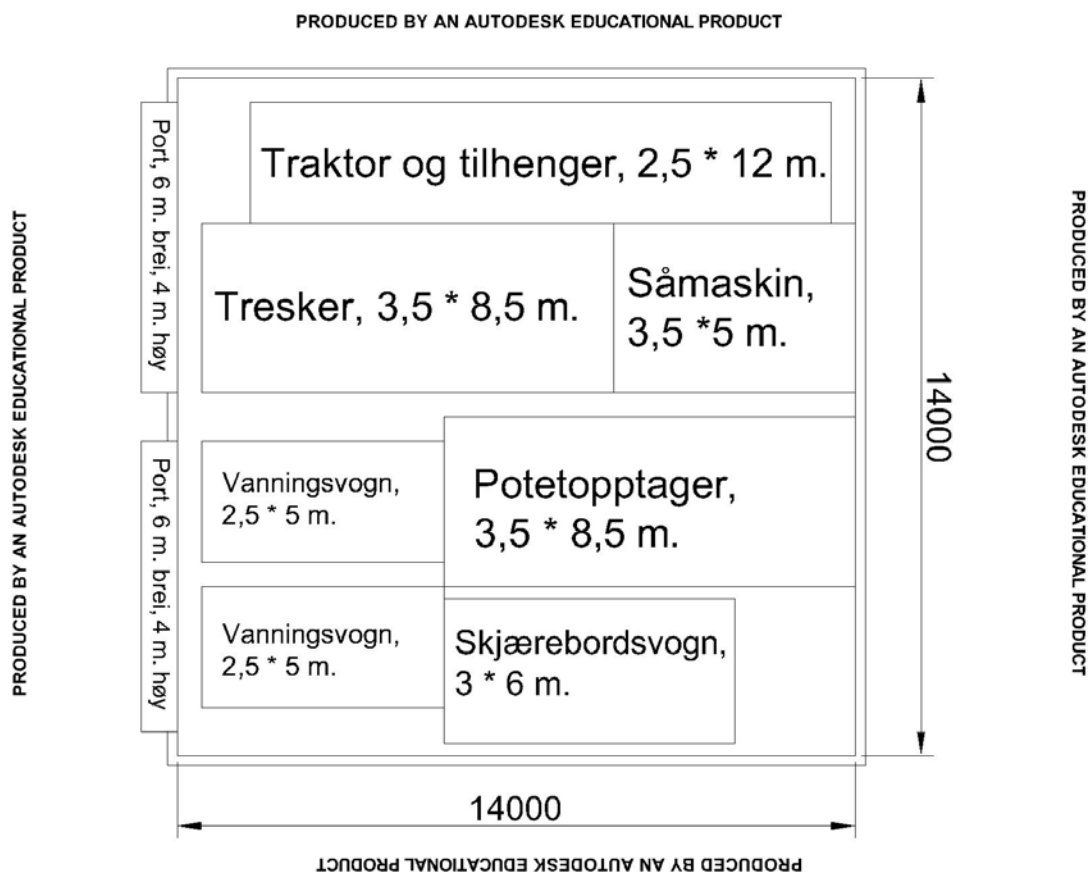 PRODUCED BY AN AUTODESK EDUCATIONAL PRODUCT
Port, 6 m. brei, 4 m. høy
Traktor og tilhenger, 2,5 * 12 m.
Tresker, 3,5 * 8,5 m.
Såmaskin,
3,5 *5 m.
14000
Port, 6 m. brei, 4 m. høy
Vanningsvogn,
2,5 * 5 m.
Potetopptager,
3,5 * 8,5 m.
Vanningsvogn,
2,5 * 5 m.
Skjærebordsvogn,
3 * 6 m.
14000
PRODUCED BY AN AUTODESK EDUCATIONAL PRODUCT
PRODUCED BY AN AUTODESK EDUCATIONAL PRODUCT
PRODUCED BY AN AUTODESK EDUCATIONAL PRODUCT